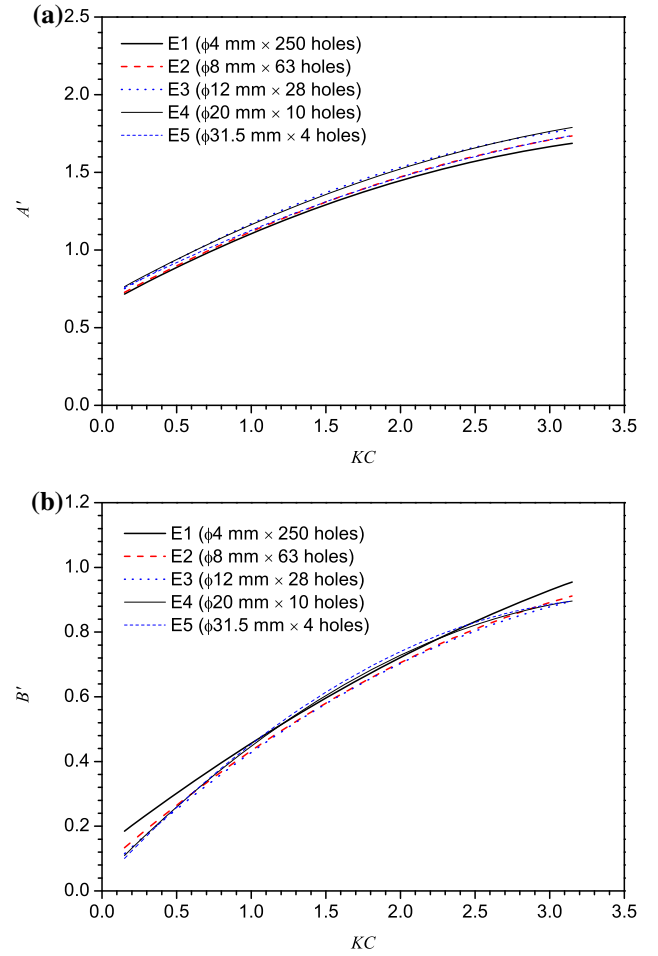 (a)
2.5
2.0
1.5
1.0
0.5
0.0
A′
E1 (ϕ4 mm × 250 holes)
E2 (ϕ8 mm × 63 holes)
E3 (ϕ12 mm × 28 holes)
E4 (ϕ20 mm × 10 holes)
E5 (ϕ31.5 mm × 4 holes)
0.0 0.5 1.0 1.5 2.0 2.5 3.0 3.5
KC
(b)
1.2
1.0
0.8
0.6
0.4
0.2
0.0
B′
E1 (ϕ4 mm × 250 holes)
E2 (ϕ8 mm × 63 holes)
E3 (ϕ12 mm × 28 holes)
E4 (ϕ20 mm × 10 holes)
E5 (ϕ31.5 mm × 4 holes)
0.0 0.5 1.0 1.5 2.0 2.5 3.0 3.5
KC